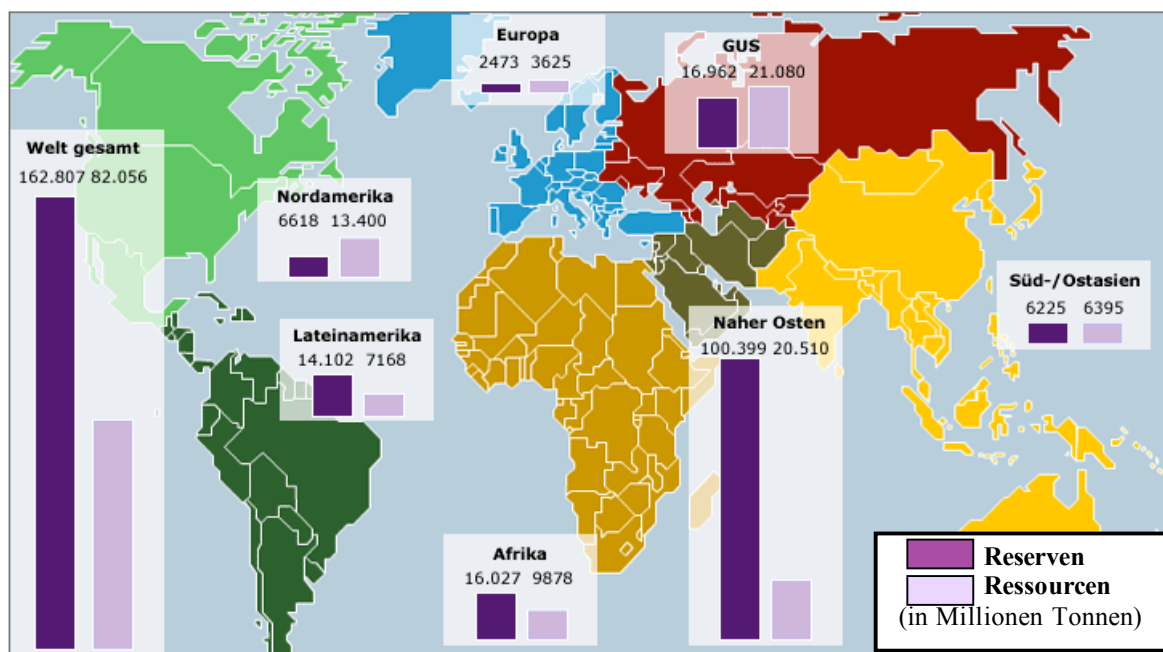 Europa
2473 3625
GUS
16.962 21.080
Welt gesamt
162.807 82.056
Nordamerika
6618 13.400
Süd-/Ostasien
6225 6395
Lateinamerika
14.102 7168
Naher Osten
100.399 20.510
Afrika
16.027 9878
Reserven
Ressourcen
(in Millionen Tonnen)